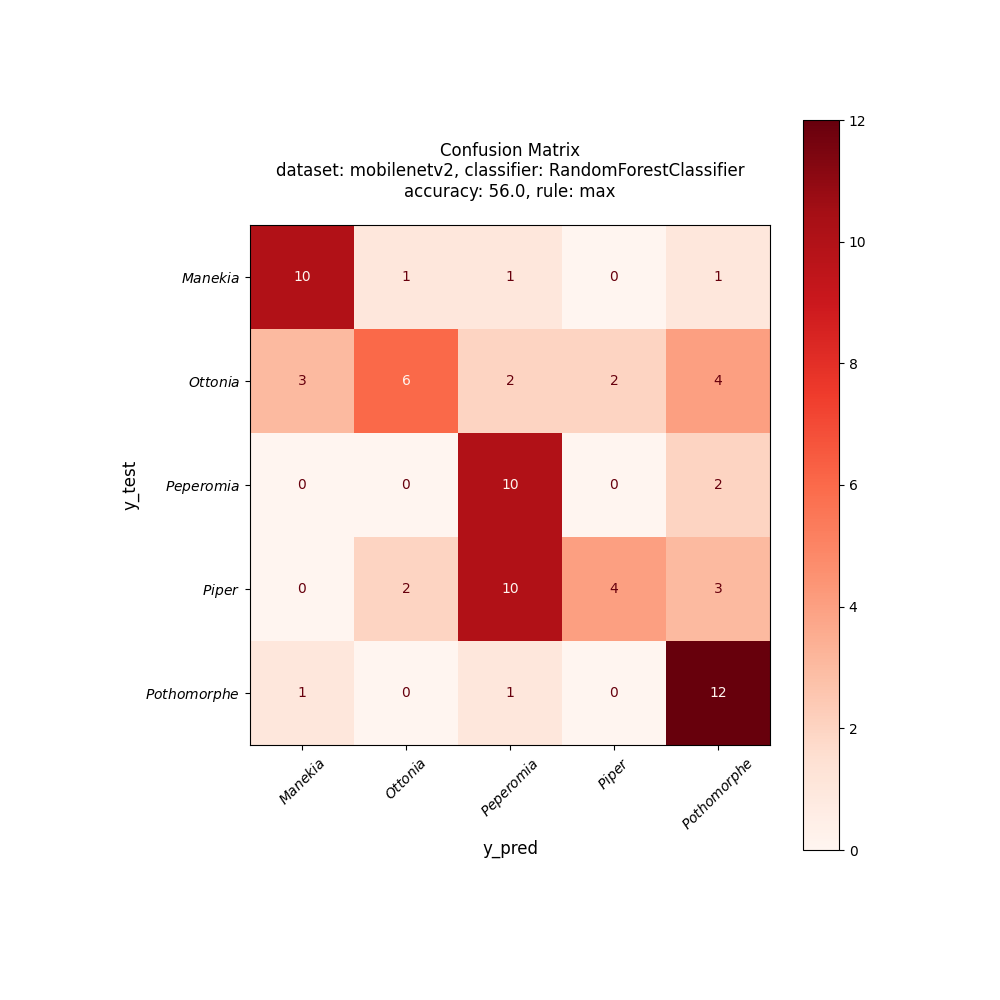 Confusion Matrix
dataset: mobilenetv2, classifier: RandomForestClassifier
accuracy: 56.0, rule: max
Manekia 10 1 1 0 1
Ottonia 3 6 2 2 4
Peperomia 0 0 10 0 2
Piper 0 2 10 4 3
Pothomorphe 1 0 1 0 12
y_test
Manekia Ottonia Peperomia Piper Pothomorphe
y_pred
12
10
8
6
4
2
0